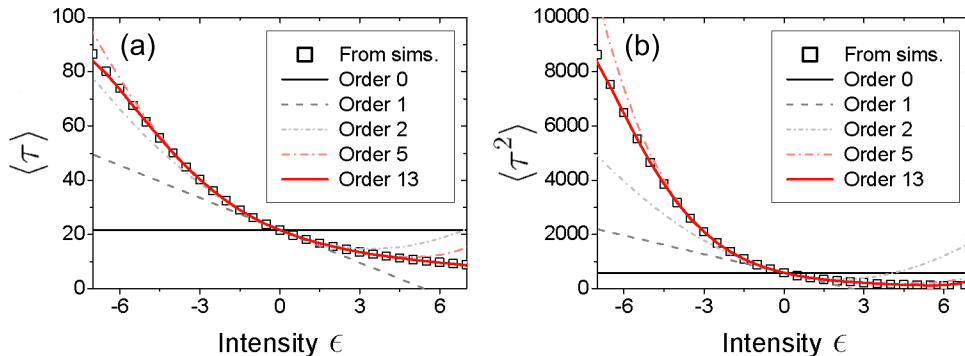 (a)
⟨τ⟩
100
80
60
40
20
0
-6 -3 0 3 6
Intensity ϵ
From sims.
Order 0
Order 1
Order 2
Order 5
Order 13
(b)
⟨τ²⟩
10000
8000
6000
4000
2000
0
-6 -3 0 3 6
Intensity ϵ
From sims.
Order 0
Order 1
Order 2
Order 5
Order 13